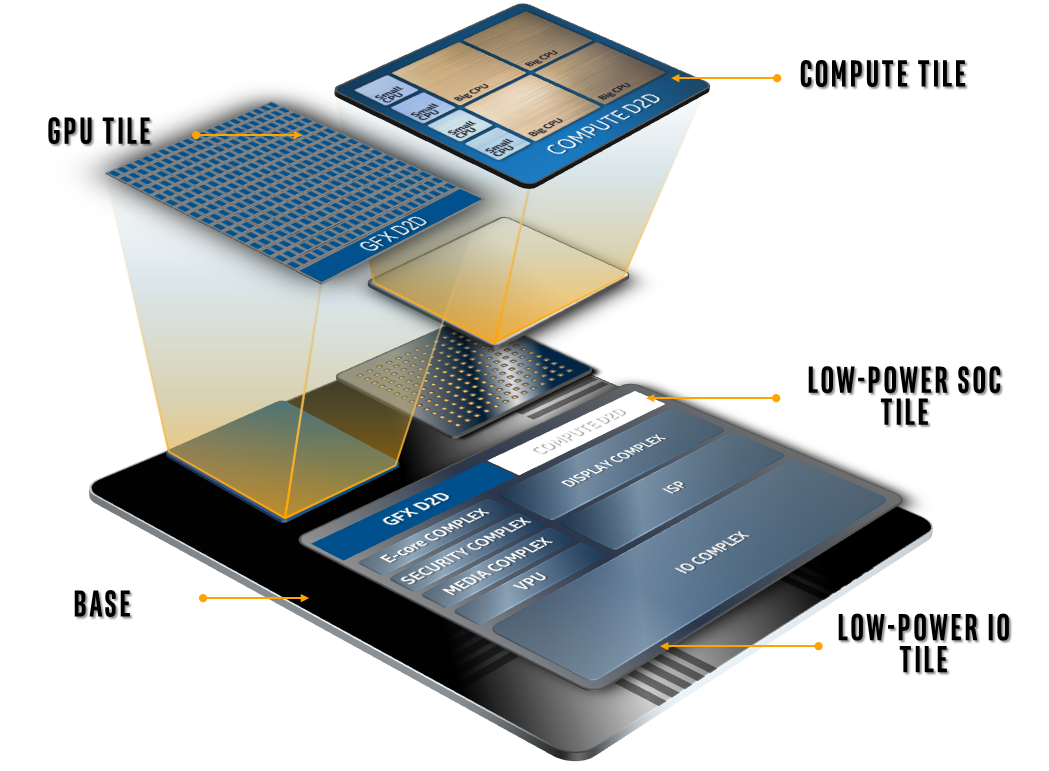 COMPUTE TILE
GPU TILE
Small
CPU
Small
CPU
Small
CPU
Small
CPU
Big CPU
Big CPU
Big CPU
Big CPU
COMPUTE D2D
GFX D2D
LOW-POWER SOC
TILE
COMPUTE D2D
GFX D2D
DISPLAY COMPLEX
E-core COMPLEX
SECURITY COMPLEX
MEDIA COMPLEX
VPU
ISP
IO COMPLEX
BASE
LOW-POWER IO
TILE